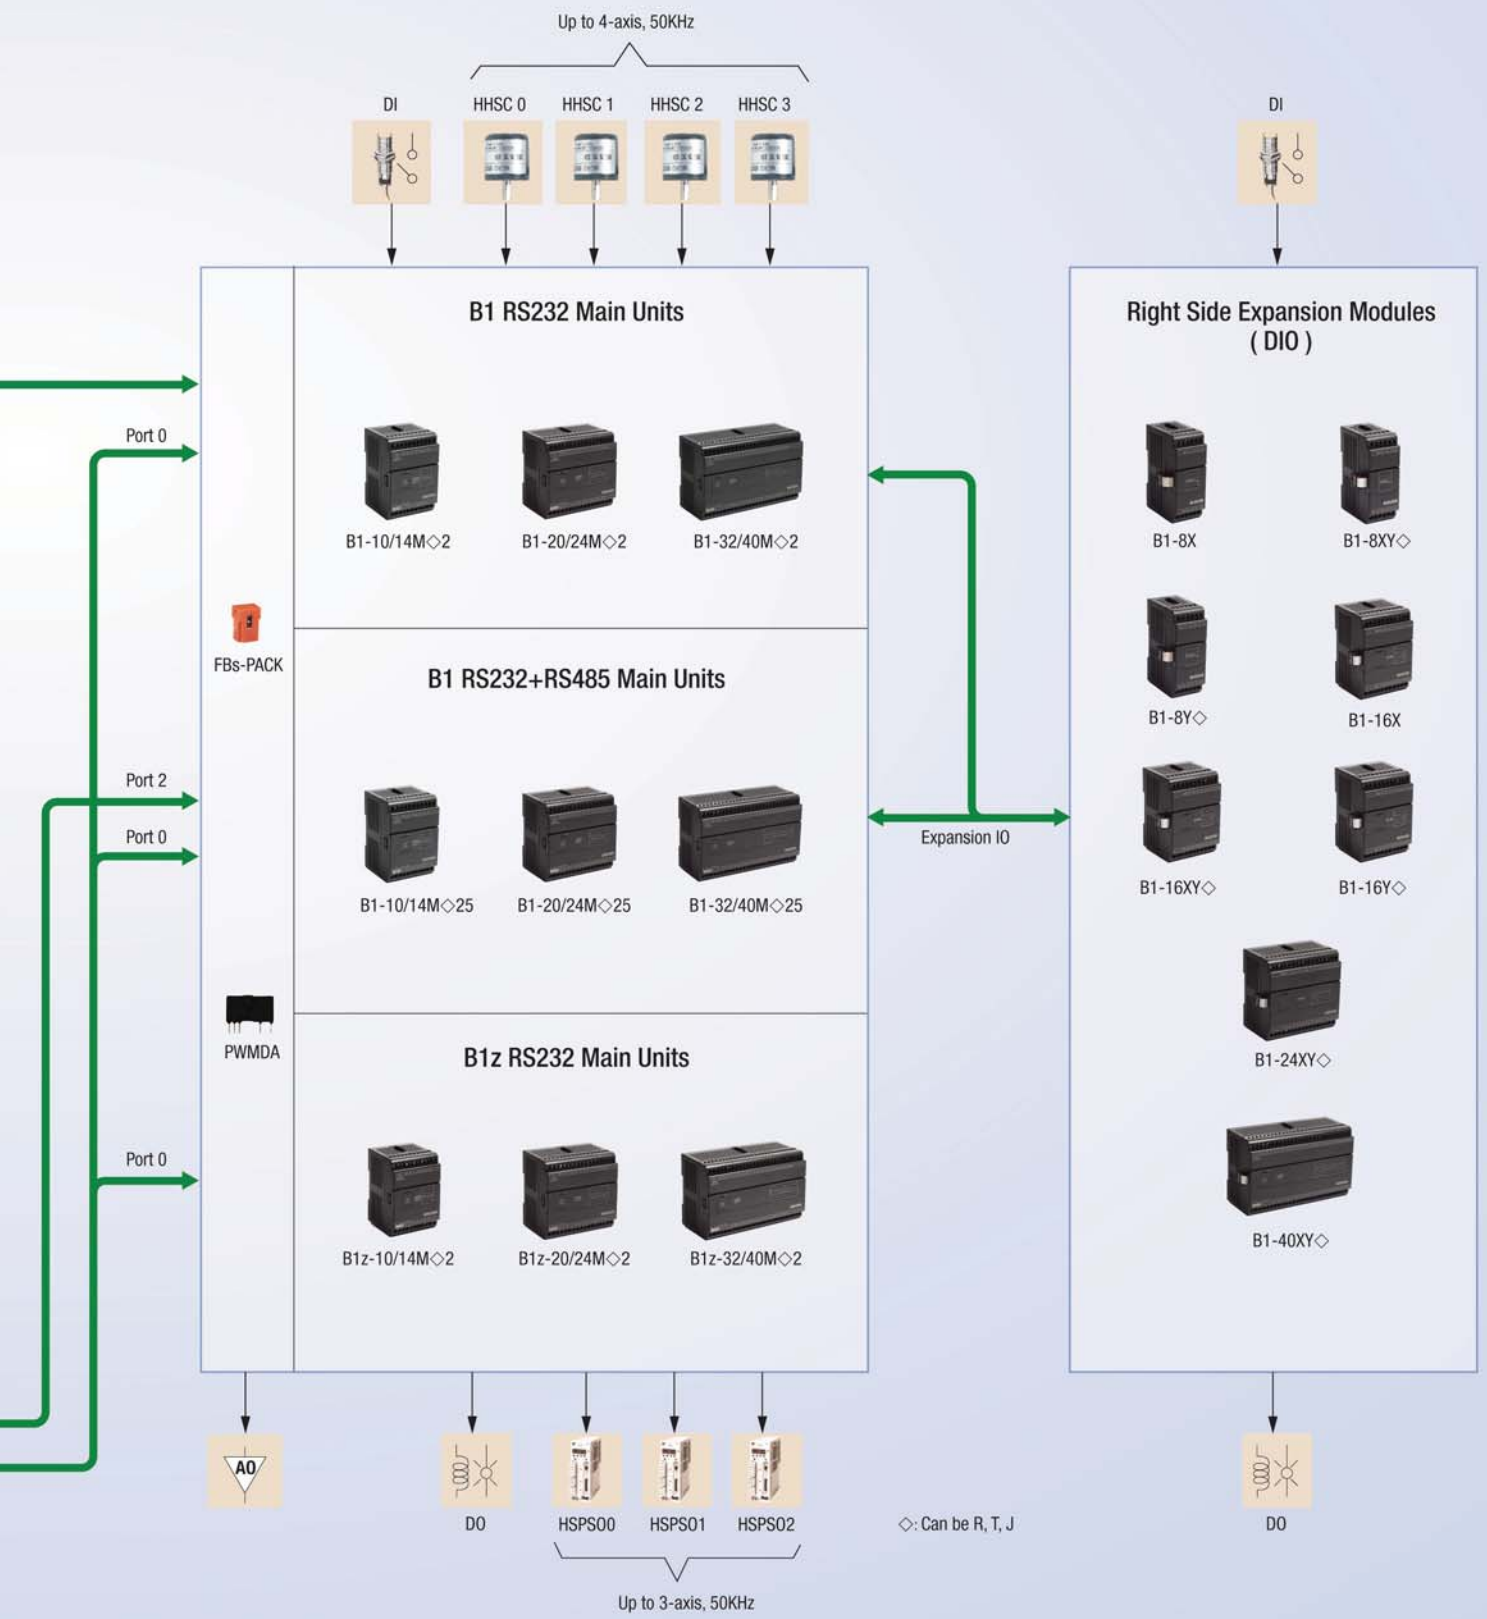 Up to 4-axis, 50KHz
DI
HHSC 0
HHSC 1
HHSC 2
HHSC 3
DI
B1 RS232 Main Units
Right Side Expansion Modules
( DIO )
Port 0
B1-10/14M◇2
B1-20/24M◇2
B1-32/40M◇2
B1-8X
B1-8XY◇
FBs-PACK
B1 RS232+RS485 Main Units
B1-8Y◇
B1-16X
Port 2
Port 0
Expansion IO
B1-10/14M◇25
B1-20/24M◇25
B1-32/40M◇25
B1-16XY◇
B1-16Y◇
PWMDA
B1z RS232 Main Units
B1-24XY◇
Port 0
B1z-10/14M◇2
B1z-20/24M◇2
B1z-32/40M◇2
B1-40XY◇
AO
DO
HSPSO0
HSPSO1
HSPSO2
◇: Can be R, T, J
DO
Up to 3-axis, 50KHz